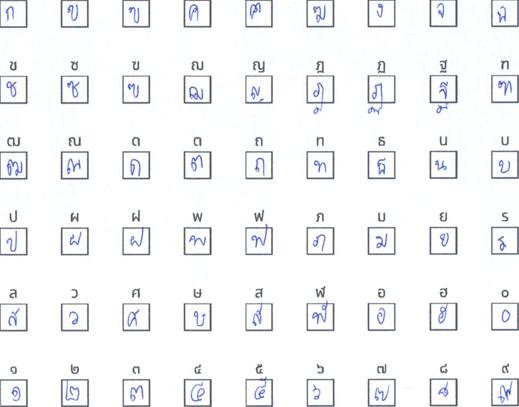 ก ข ฃ ค ฅ ฆ ง จ ฉ
ช ซ ฃ ฌ ญ ฎ ฏ ฐ ฑ
ช ซ ฃ ฌ ญ ฎ ฏ ฐ ฑ
ฒ ณ ด ต ถ ท ธ น บ
ฒ ณ ด ต ถ ท ธ น บ
ป ผ ฝ พ ฟ ภ ม ย ร
ป ผ ฝ พ ฟ ภ ม ย ร
ล ว ศ ษ ส ฬ อ ฮ ๐
ล ว ศ ษ ส ฬ อ ฮ ๐
๑ ๒ ๓ ๔ ๕ ๖ ๗ ๘ ๙
๑ ๒ ๓ ๔ ๕ ๖ ๗ ๘ ๙